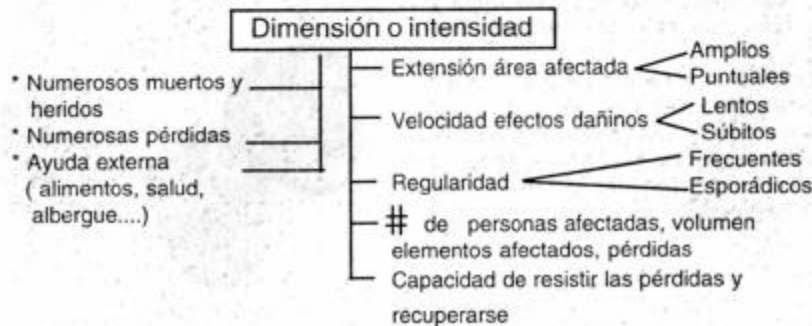 Dimensión o intensidad
* Numerosos muertos y
heridos
* Numerosas pérdidas
* Ayuda externa
( alimentos, salud,
albergue....)
Extensión área afectada
Amplios
Puntuales
Velocidad efectos dañinos
Lentos
Súbitos
Regularidad
Frecuentes
Esporádicos
# de personas afectadas, volumen
elementos afectados, pérdidas
Capacidad de resistir las pérdidas y
recuperarse